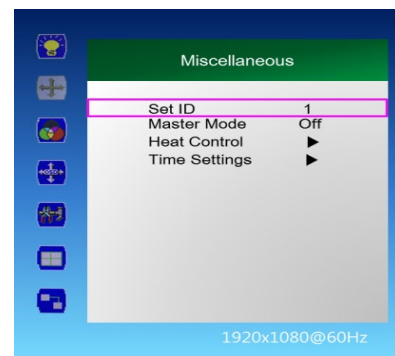 Miscellaneous
Set ID 1
Master Mode Off
Heat Control ▶
Time Settings ▶
1920x1080@60Hz